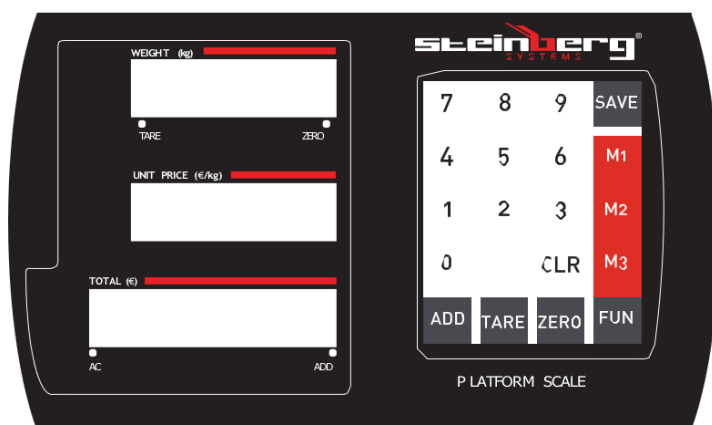 steinberg®
SYSTEMS
WEIGHT (kg)
TARE ZERO
UNIT PRICE (€/kg)
TOTAL (€)
AC ADD
7 8 9 SAVE
4 5 6 M1
1 2 3 M2
0 CLR M3
ADD TARE ZERO FUN
PLATFORM SCALE